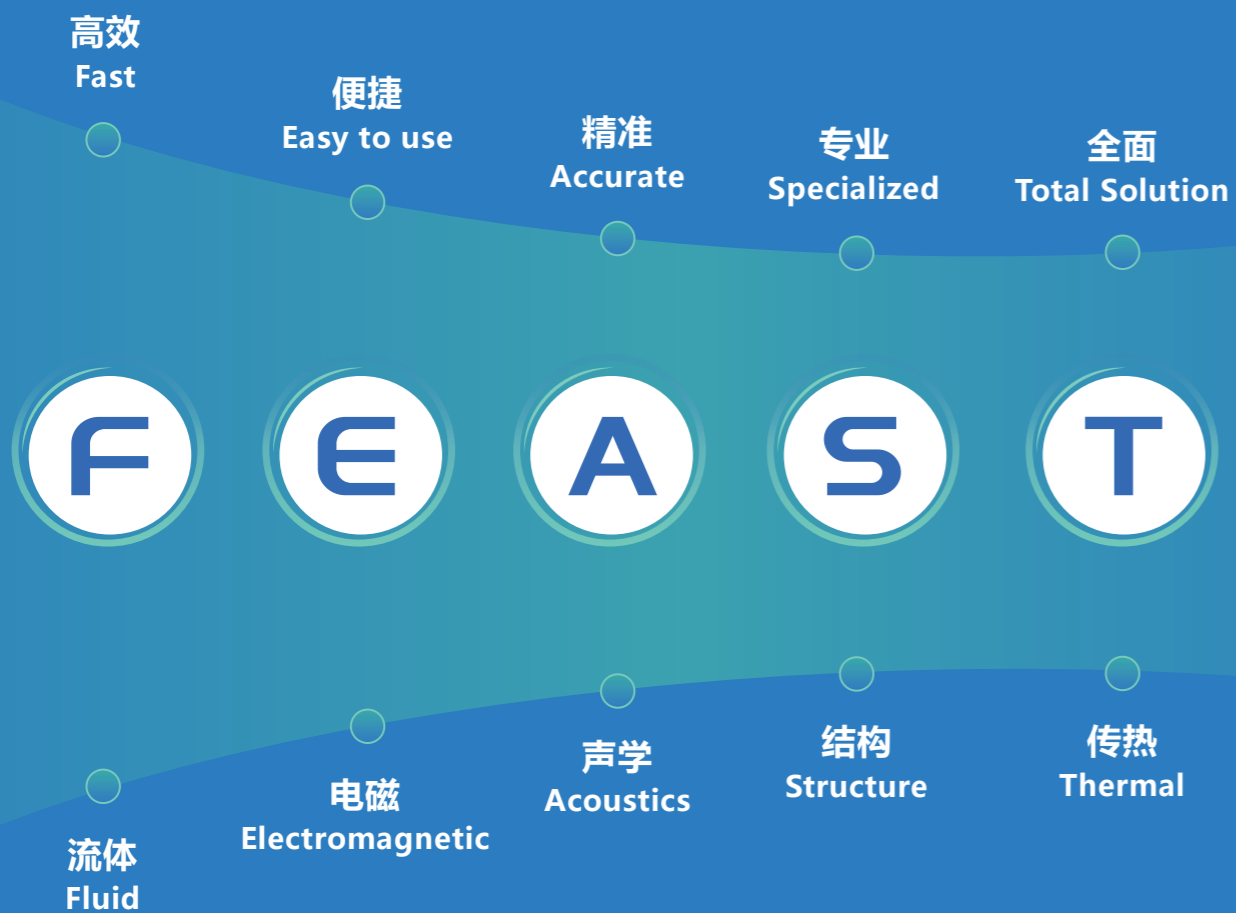 高效
Fast
便捷
Easy to use
精准
Accurate
专业
Specialized
全面
Total Solution
F E A S T
流体
Fluid
电磁
Electromagnetic
声学
Acoustics
结构
Structure
传热
Thermal